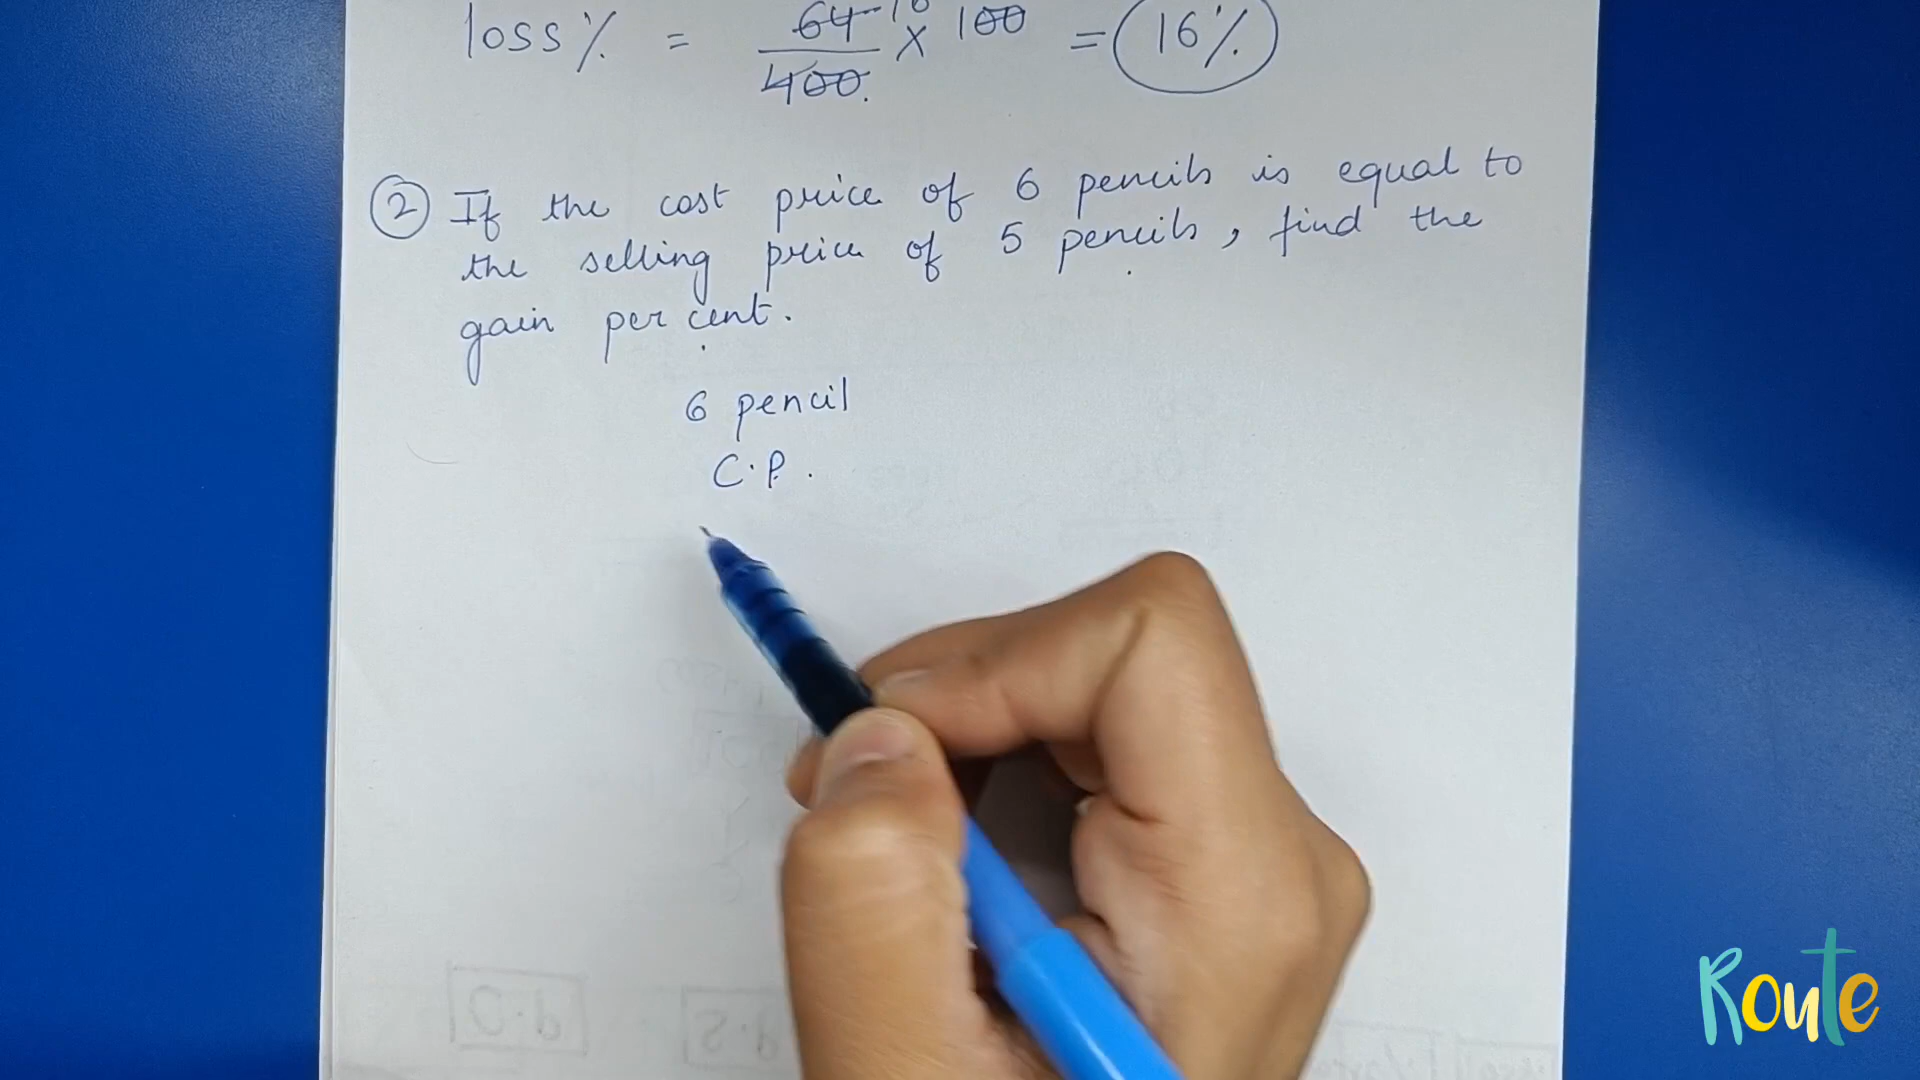 loss% = 64 16 / 400 × 100 = 16%
② If the cost price of 6 pencils is equal to
the selling price of 5 pencils, find the
gain per cent.
6 pencil
C.P.
C.P
S.P
Route